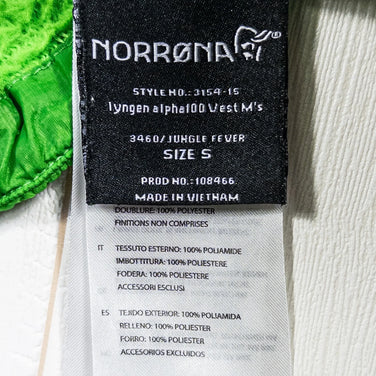 NORRØNA ®
STYLE NO.: 3154-15
lyngen alpha100 Vest M's
3460/JUNGLE FEVER
SIZE S
PROD NO.: 108466
MADE IN VIETNAM
DOUBLURE: 100% POLYESTER
FINITIONS NON COMPRISES
IT TESSUTO ESTERNO: 100% POLIAMIDE
IMBOTTITURA: 100% POLIESTERE
FODERA: 100% POLIESTERE
ACCESSORI ESCLUSI
ES TEJIDO EXTERIOR: 100% POLIAMIDA
RELLENO: 100% POLIESTER
FORRO: 100% POLIESTER
ACCESORIOS EXCLUIDOS